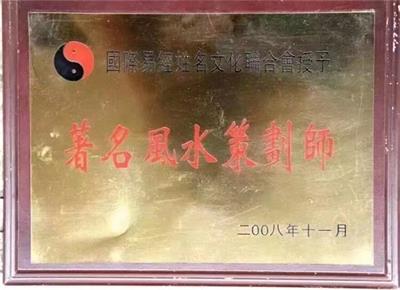 國際易經姓名文化聯合會授予
著名風水策劃師
二00八年十一月